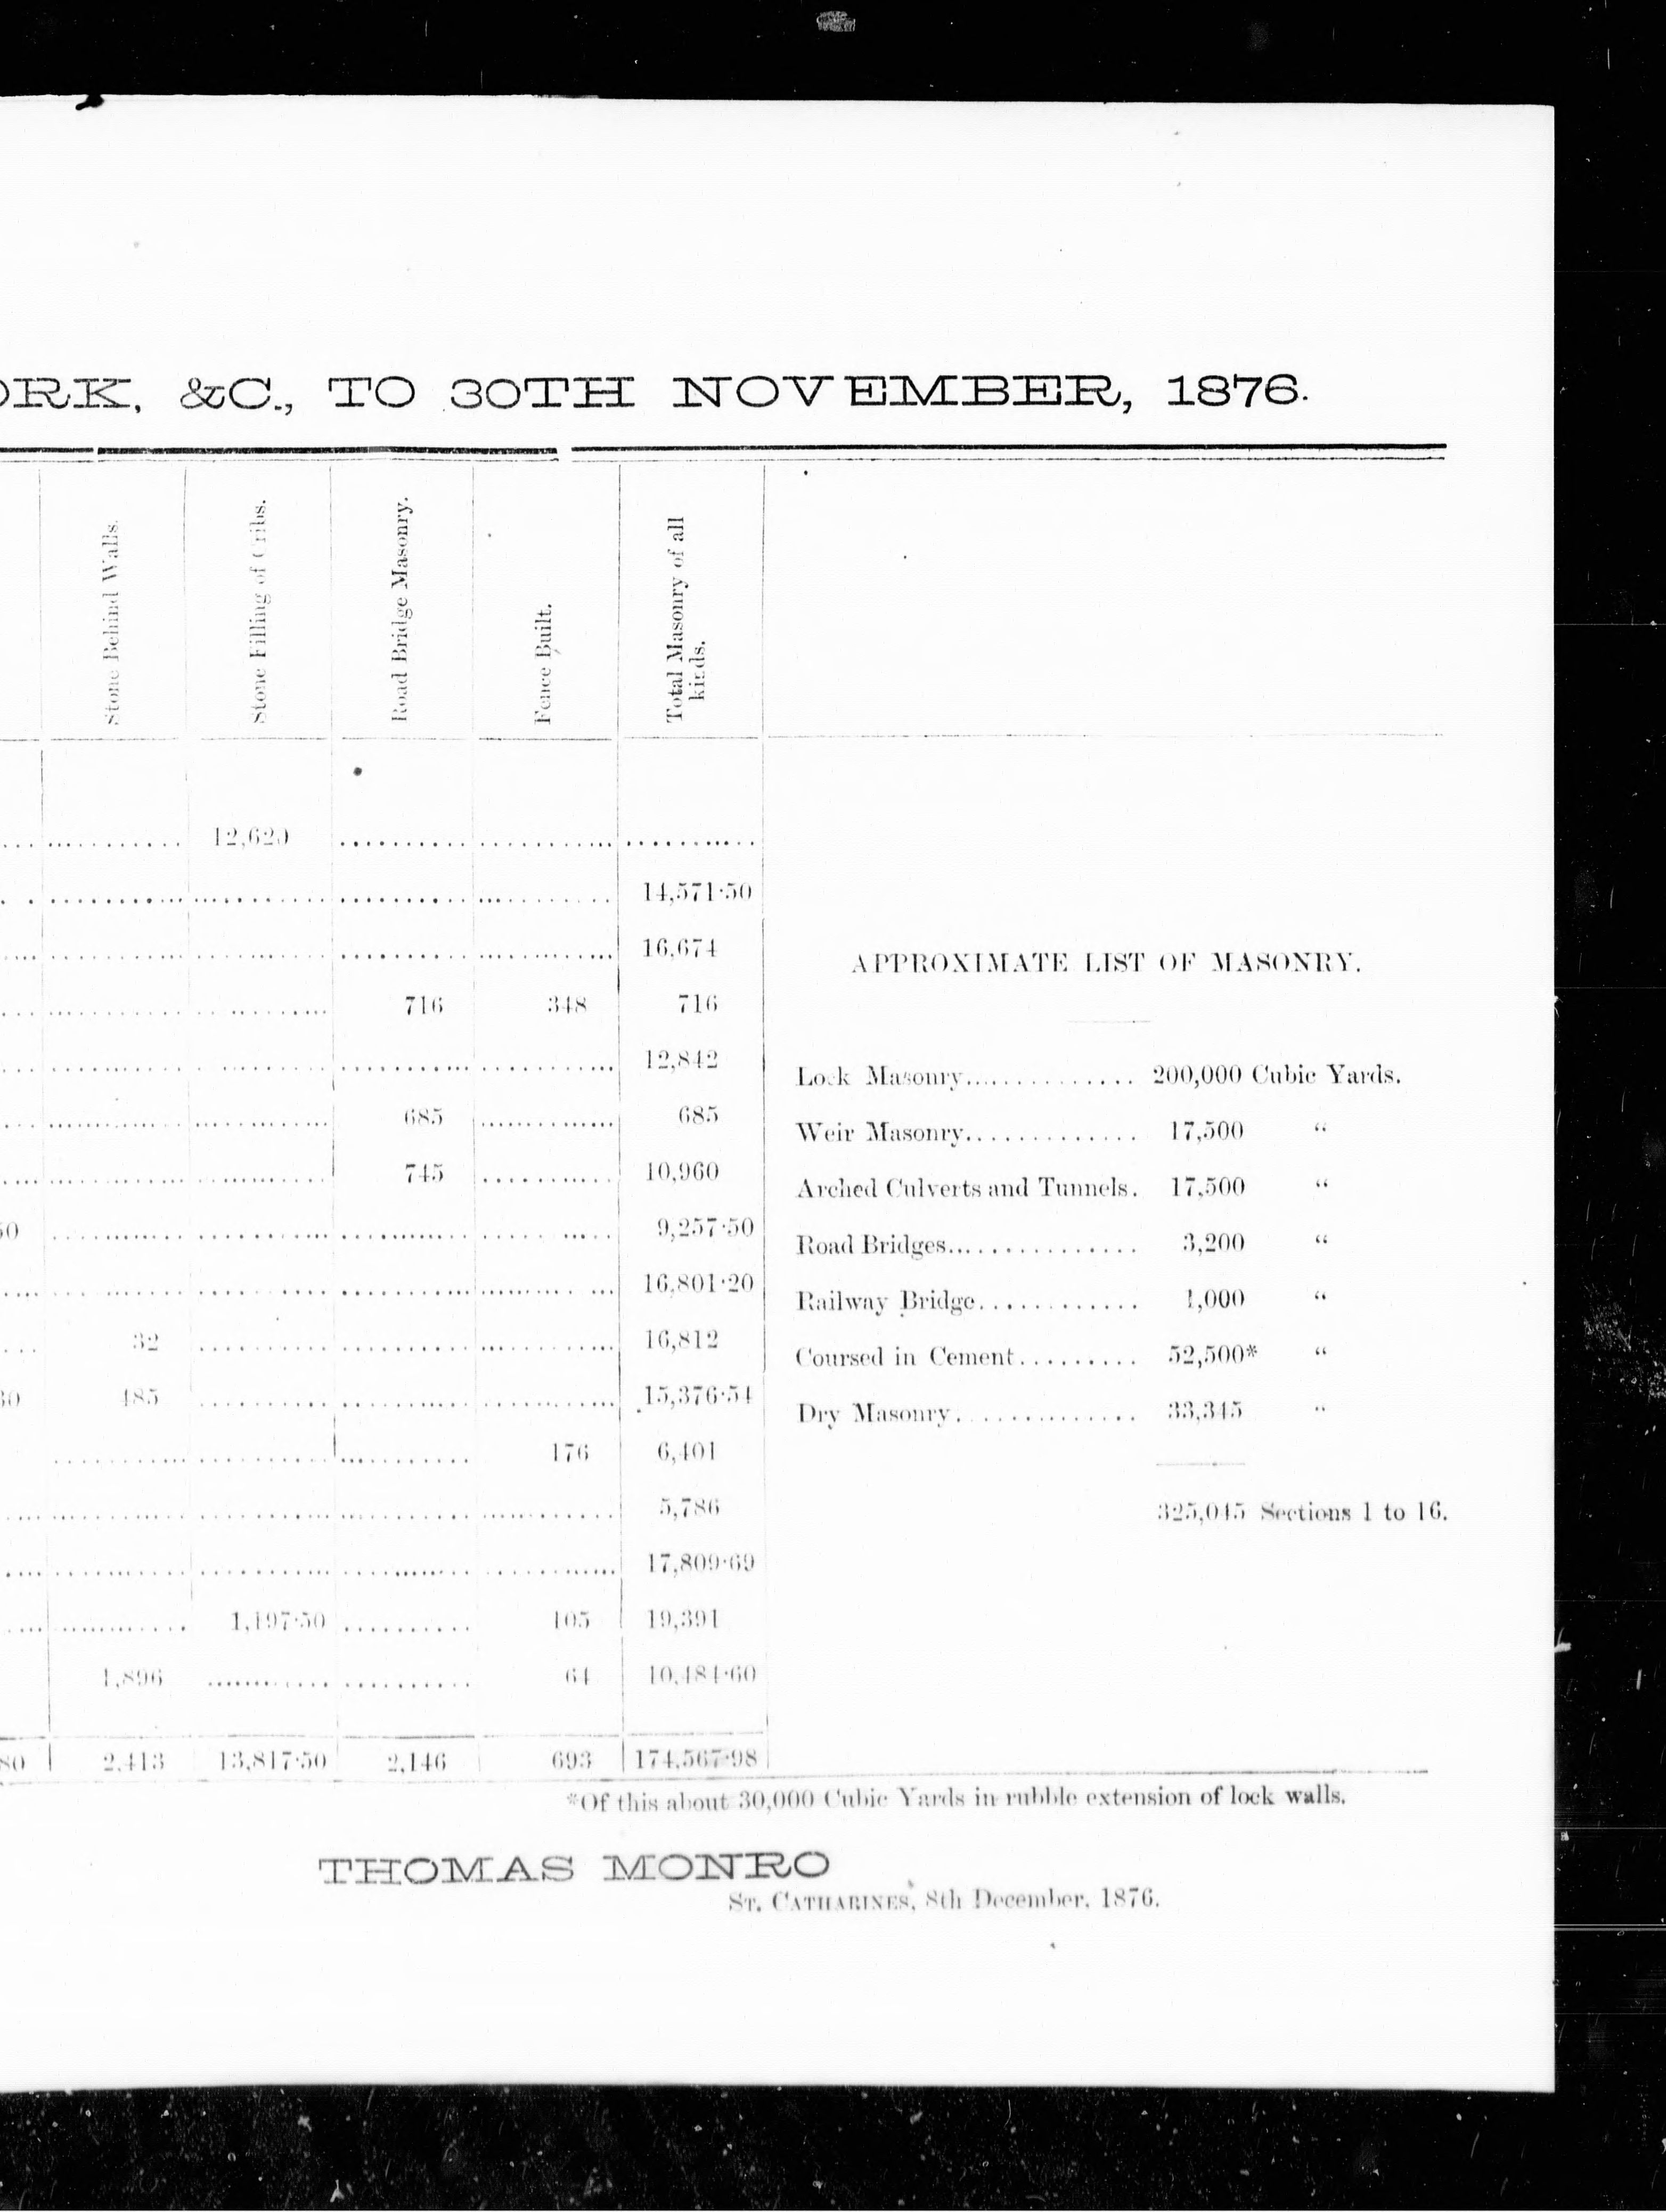 ORK, &C., TO 30TH NOVEMBER, 1876.
Stone Behind Walls.
Stone Filling of Cribs.
Road Bridge Masonry.
Fence Built.
Total Masonry of all
kinds.
12,620
14,571·50
16,674
716 348 716
12,842
685 685
745 10,960
50 9,257·50
16,801·20
32 16,812
30 485 15,376·54
176 6,401
5,786
17,809·69
1,197·50 105 19,391
1,896 64 10,484·60
80 2,413 13,817·50 2,146 693 174,567·98
APPROXIMATE LIST OF MASONRY.
Lock Masonry.............. 200,000 Cubic Yards.
Weir Masonry.............. 17,500 “
Arched Culverts and Tunnels. 17,500 “
Road Bridges............... 3,200 “
Railway Bridge............ 1,000 “
Coursed in Cement......... 52,500* “
Dry Masonry.............. 33,345 “
325,045 Sections 1 to 16.
*Of this about 30,000 Cubic Yards in rubble extension of lock walls.
THOMAS MONRO
St. Catharines, 8th December, 1876.